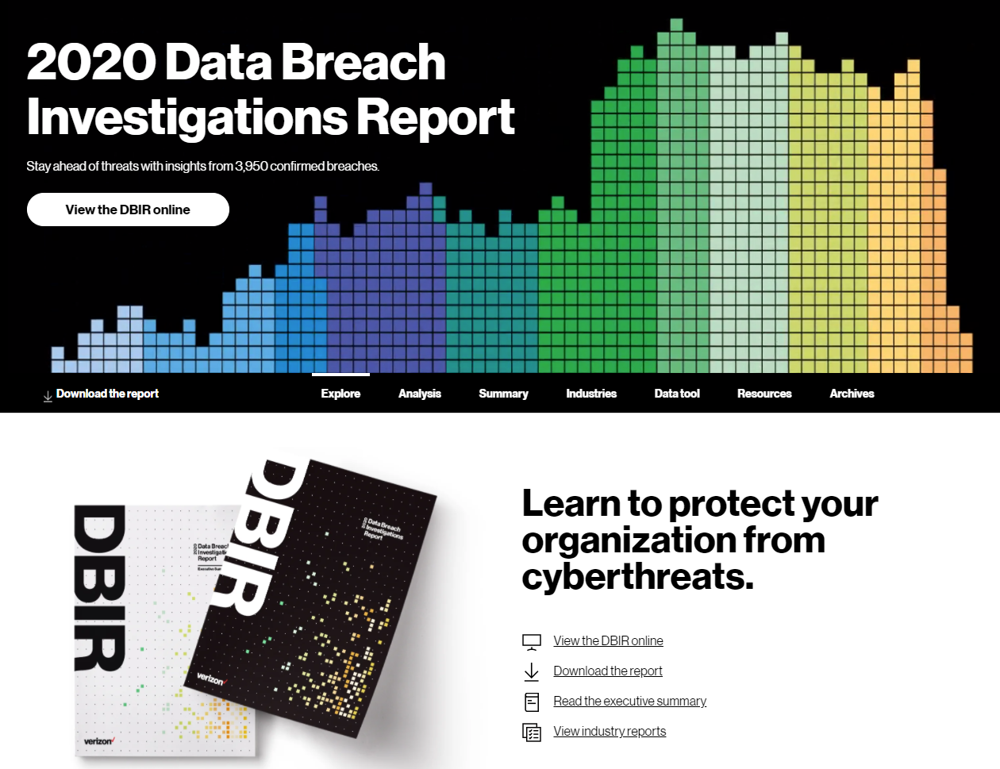 2020 Data Breach
Investigations Report
Stay ahead of threats with insights from 3,950 confirmed breaches.
View the DBIR online
Download the report
Explore
Analysis
Summary
Industries
Data tool
Resources
Archives
DBIR
2020
Data Breach
Investigations
Report
verizon
DBIR
2020
Data Breac
Investigati
Report
Executive Sum
verizon
Learn to protect your
organization from
cyberthreats.
View the DBIR online
Download the report
Read the executive summary
View industry reports